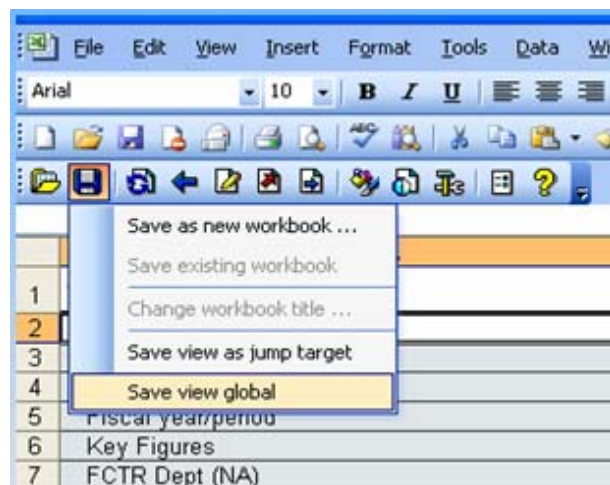 File Edit View Insert Format Tools Data Wi
Arial 10 B I U
ABC
Save as new workbook ...
Save existing workbook
1
Change workbook title ...
2
3 Save view as jump target
4 Save view global
5 Fiscal year/period
6 Key Figures
7 FCTR Dept (NA)